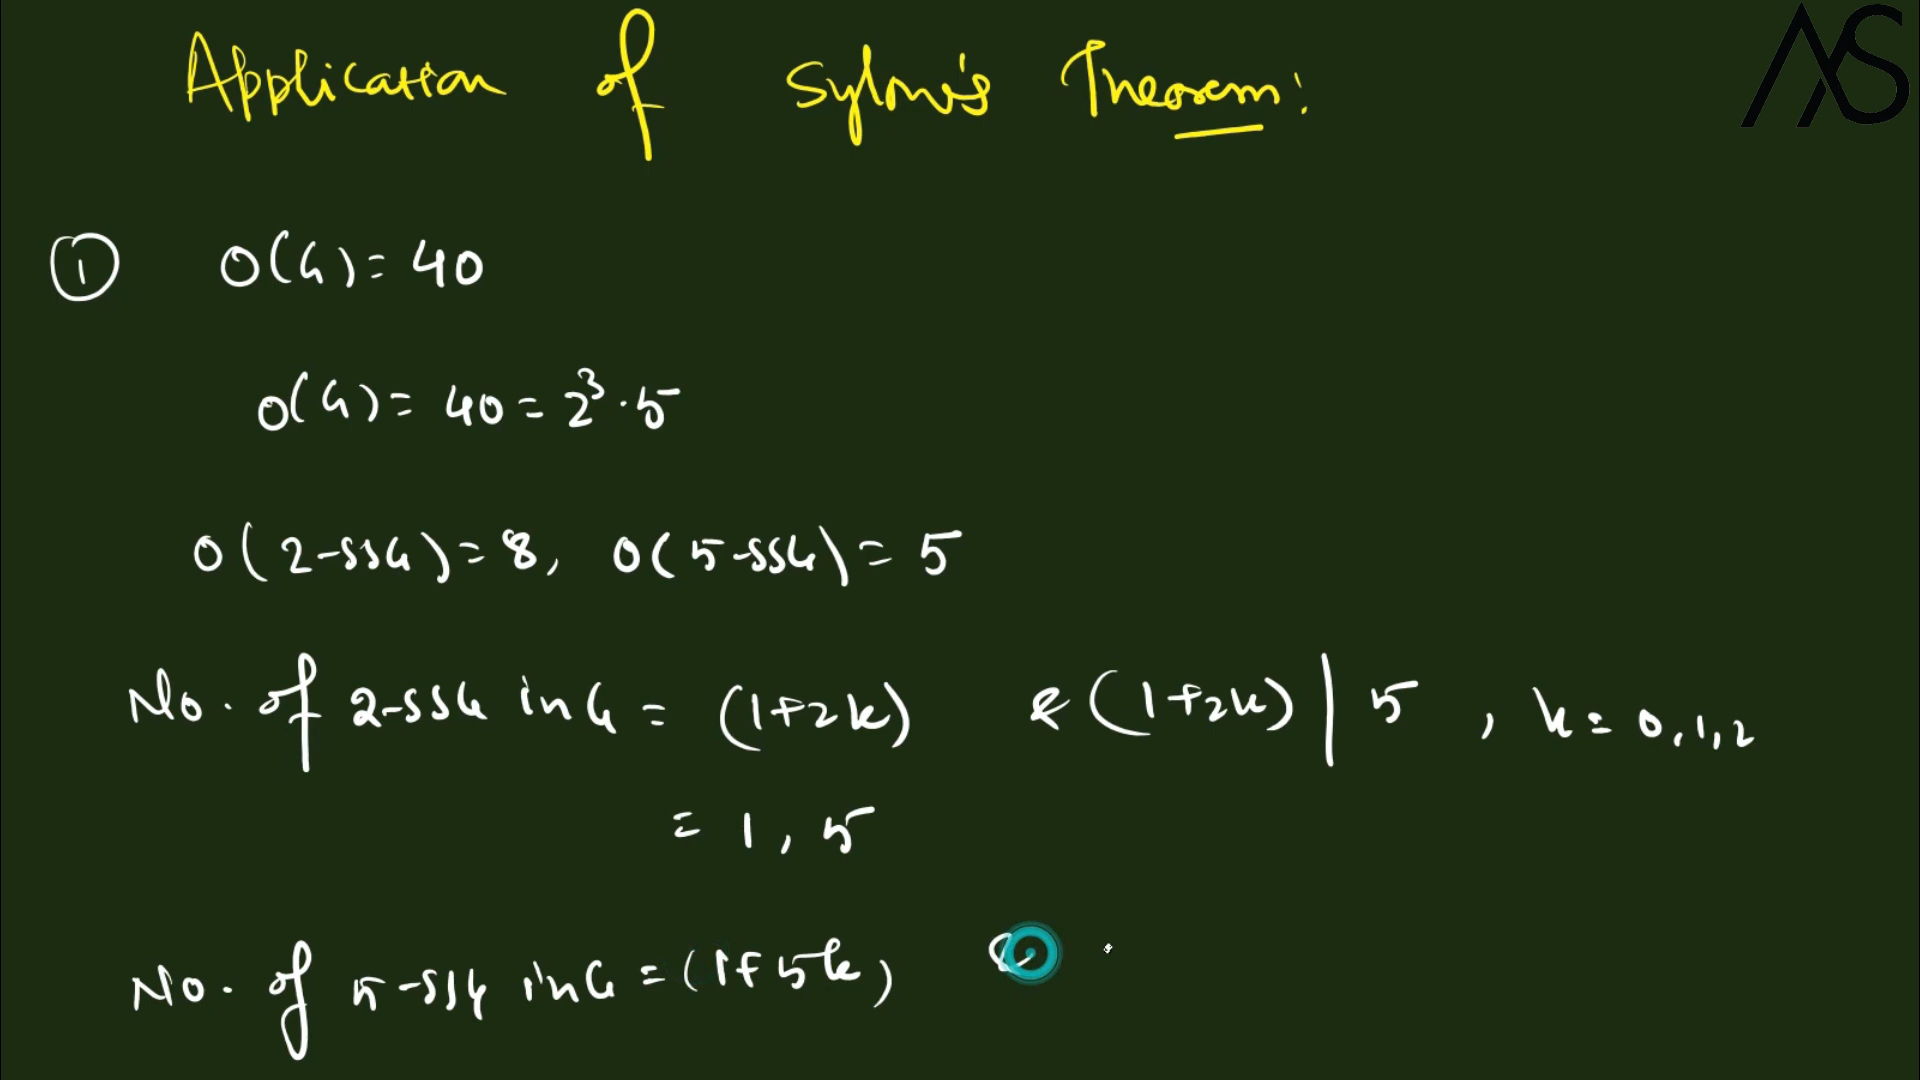 Application of Sylow's Theorem:
AS
① O(G) = 40
O(G) = 40 = 2³·5
O(2-SSG) = 8, O(5-SSG) = 5
No. of 2-SSG in G = (1+2k) & (1+2k) | 5 , k = 0,1,2
= 1, 5
No. of 5-SSG in G = (1+5k)